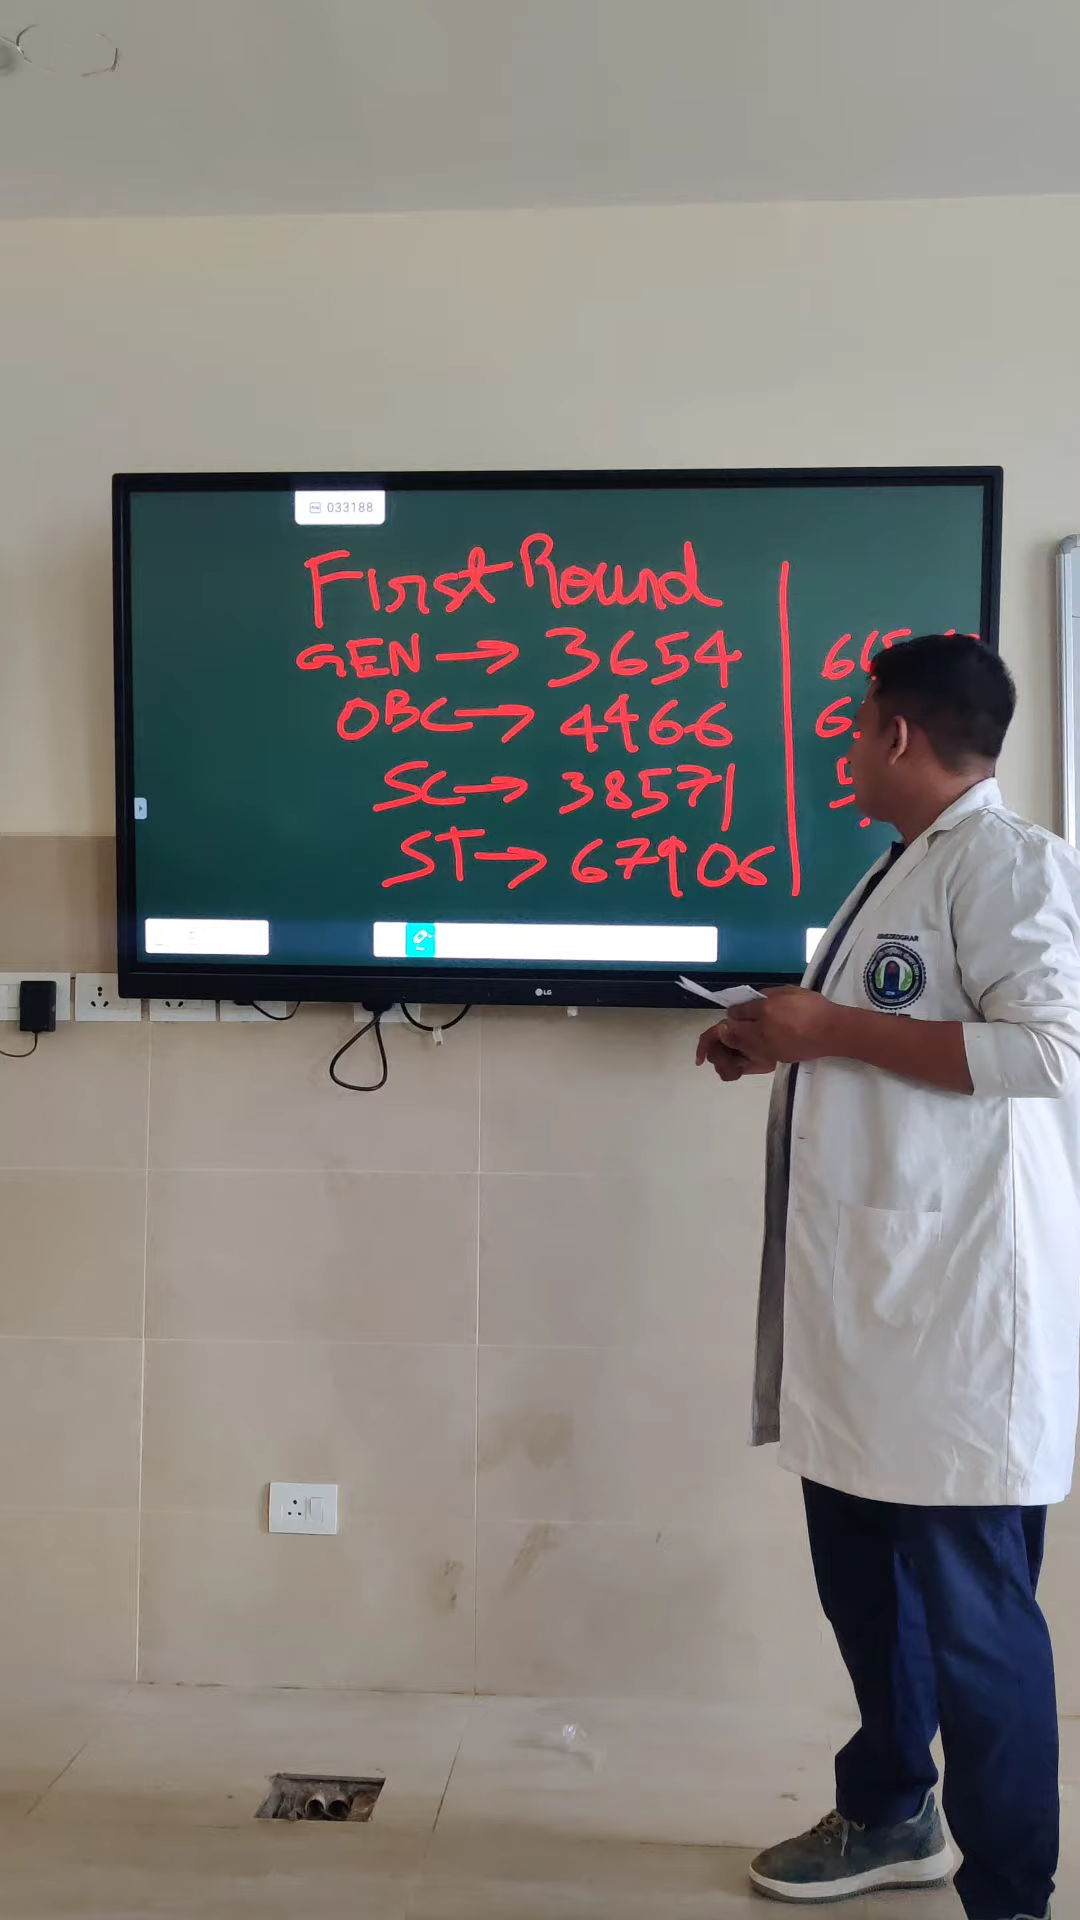 033188
First Round
GEN → 3654
OBC → 4466
SC → 38571
ST → 67906
LG